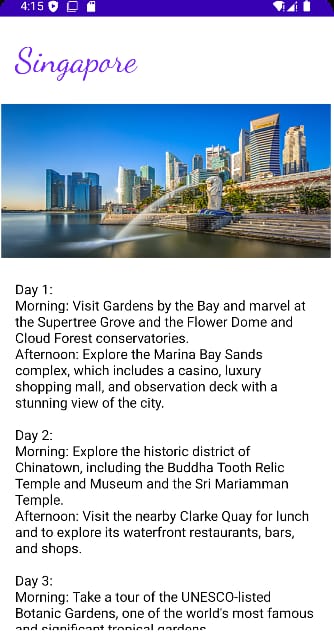 4:15
Singapore
Day 1:
Morning: Visit Gardens by the Bay and marvel at
the Supertree Grove and the Flower Dome and
Cloud Forest conservatories.
Afternoon: Explore the Marina Bay Sands
complex, which includes a casino, luxury
shopping mall, and observation deck with a
stunning view of the city.
Day 2:
Morning: Explore the historic district of
Chinatown, including the Buddha Tooth Relic
Temple and Museum and the Sri Mariamman
Temple.
Afternoon: Visit the nearby Clarke Quay for lunch
and to explore its waterfront restaurants, bars,
and shops.
Day 3:
Morning: Take a tour of the UNESCO-listed
Botanic Gardens, one of the world's most famous
and significant tropical gardens